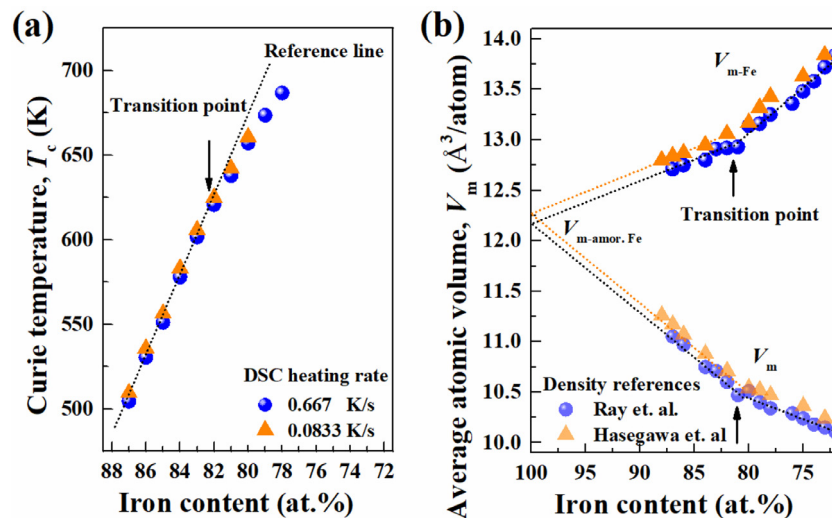 (a)
Reference line
Transition point
Curie temperature, Tc (K)
700
650
600
550
500
DSC heating rate
0.667 K/s
0.0833 K/s
88 86 84 82 80 78 76 74 72
Iron content (at.%)
(b)
Average atomic volume, Vm (Å3/atom)
14.0
13.5
13.0
12.5
12.0
11.5
11.0
10.5
10.0
Vm-Fe
Transition point
Vm-amor. Fe
Vm
Density references
Ray et. al.
Hasegawa et. al
100 95 90 85 80 75
Iron content (at.%)